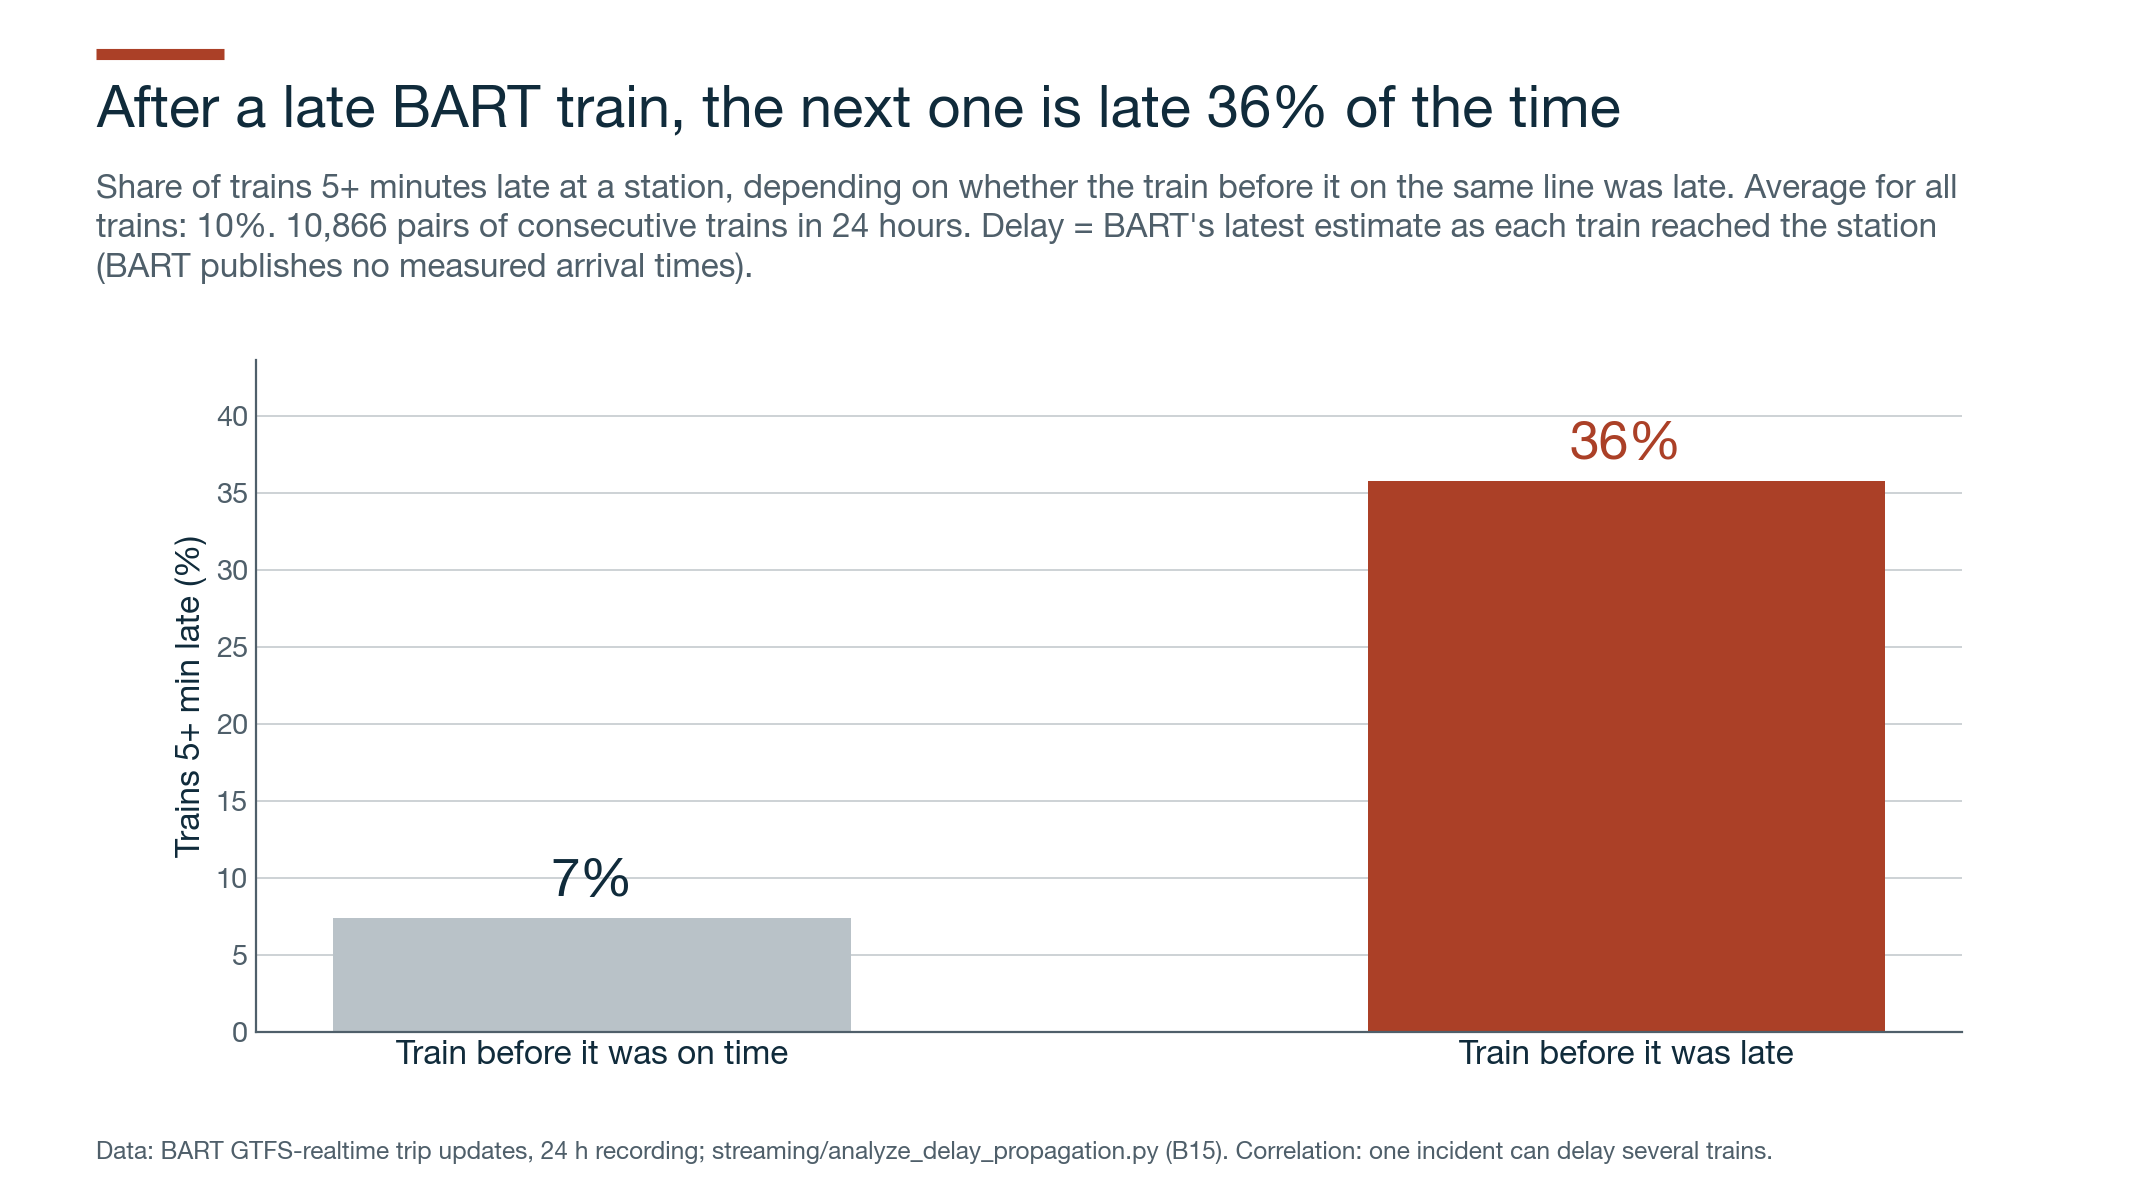 After a late BART train, the next one is late 36% of the time
Share of trains 5+ minutes late at a station, depending on whether the train before it on the same line was late. Average for all
trains: 10%. 10,866 pairs of consecutive trains in 24 hours. Delay = BART's latest estimate as each train reached the station
(BART publishes no measured arrival times).
Trains 5+ min late (%)
40
35
30
25
20
15
10
5
0
7%
36%
Train before it was on time
Train before it was late
Data: BART GTFS-realtime trip updates, 24 h recording; streaming/analyze_delay_propagation.py (B15). Correlation: one incident can delay several trains.